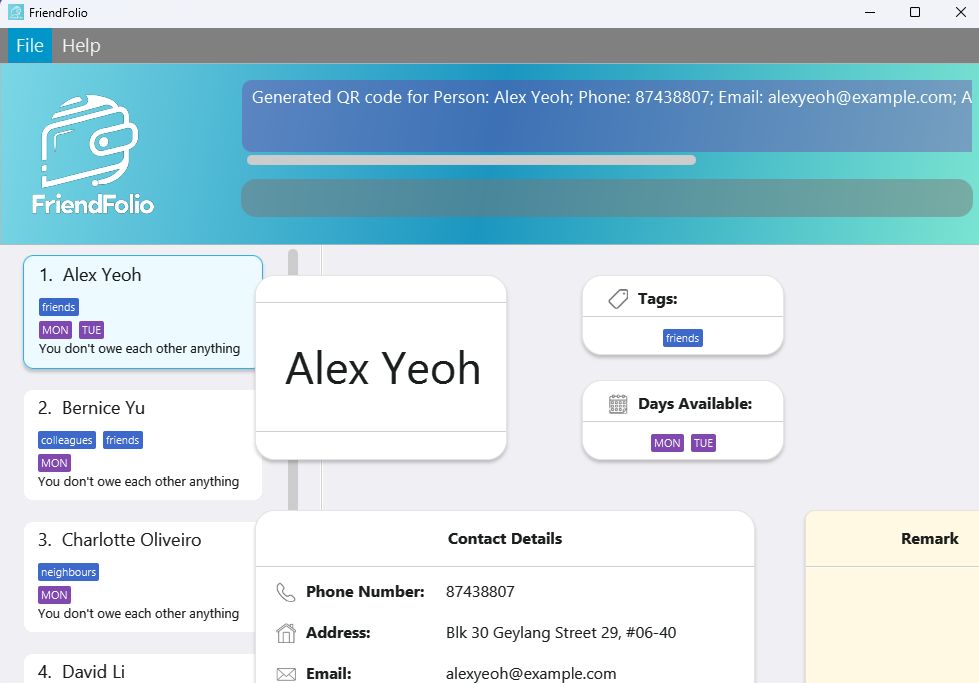 FriendFolio
File Help
Generated QR code for Person: Alex Yeoh; Phone: 87438807; Email: alexyeoh@example.com; A
FriendFolio
1. Alex Yeoh
friends
MON TUE
You don't owe each other anything
2. Bernice Yu
colleagues friends
MON
You don't owe each other anything
3. Charlotte Oliveiro
neighbours
MON
You don't owe each other anything
4. David Li
Alex Yeoh
Tags:
friends
Days Available:
MON TUE
Contact Details
Phone Number: 87438807
Address: Blk 30 Geylang Street 29, #06-40
Email: alexyeoh@example.com
Remark